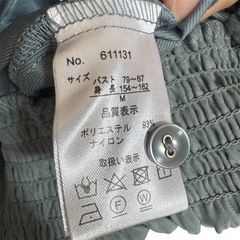 No. 611131
サイズ バスト 79~87
身長 154~162
M
品質表示
ポリエステル 93%
ナイロン
取扱い表示